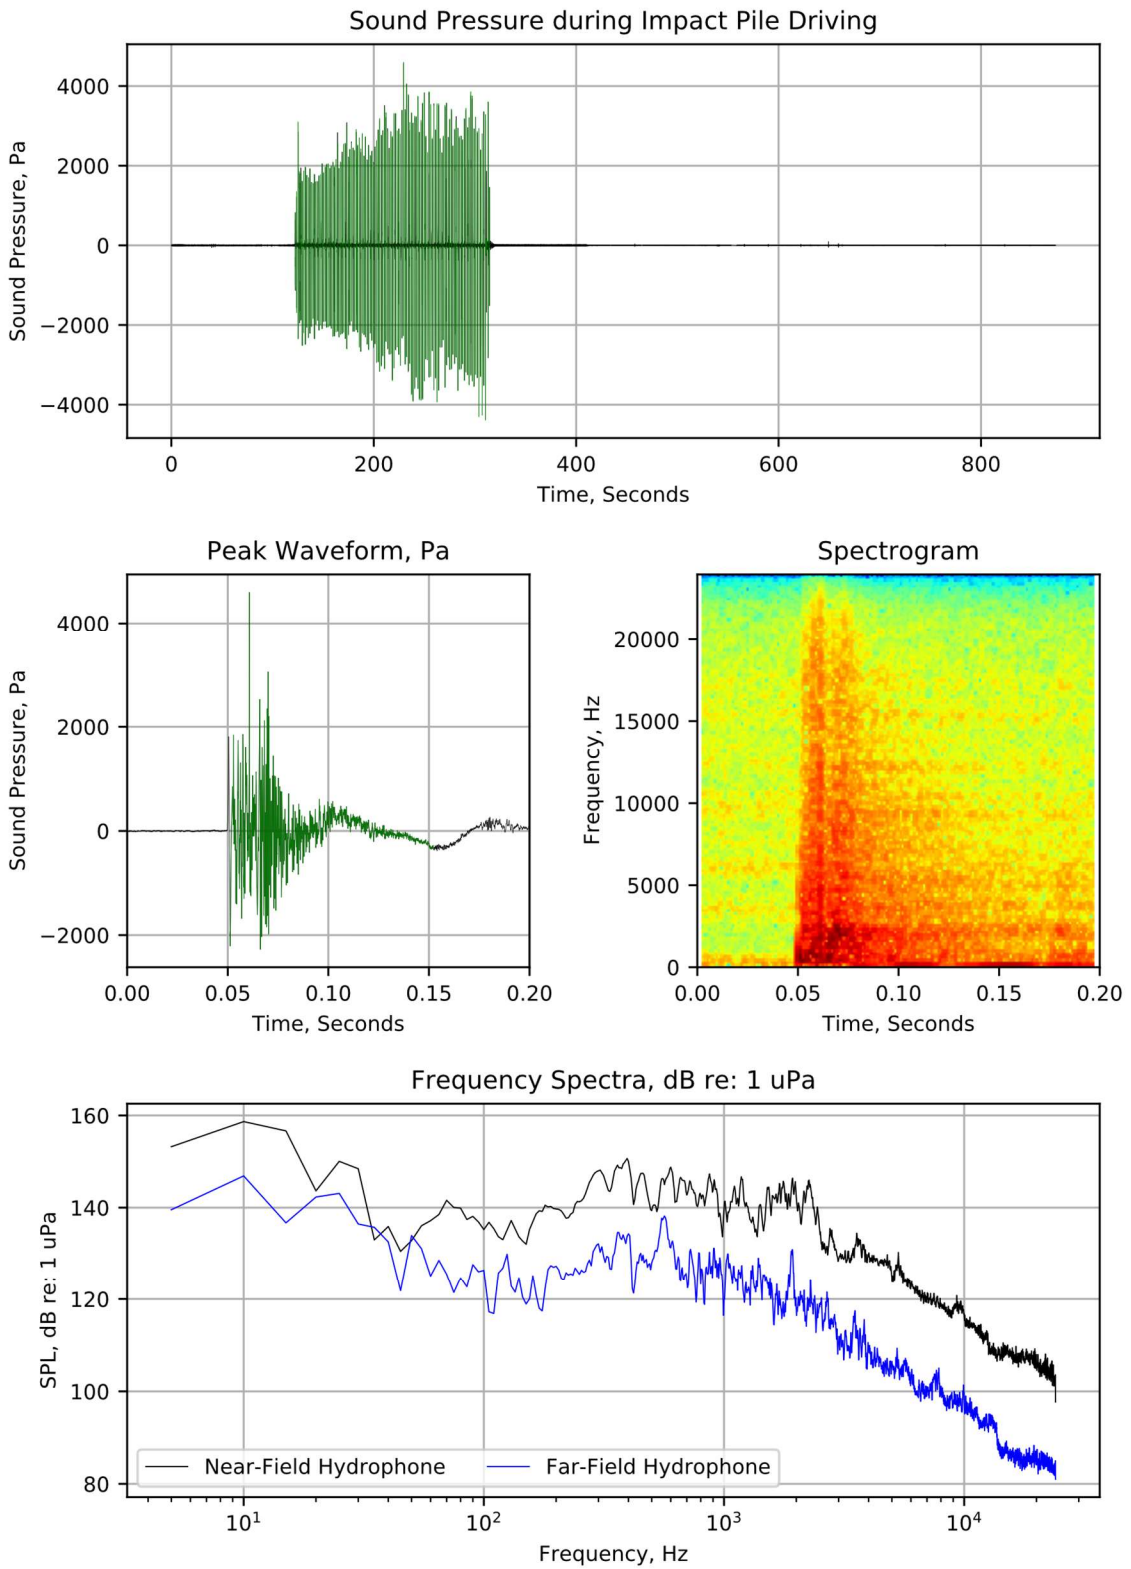 Sound Pressure during Impact Pile Driving
Sound Pressure, Pa
4000
2000
0
−2000
−4000
0 200 400 600 800
Time, Seconds
Peak Waveform, Pa
Sound Pressure, Pa
4000
2000
0
−2000
0.00 0.05 0.10 0.15 0.20
Time, Seconds
Spectrogram
Frequency, Hz
20000
15000
10000
5000
0
0.00 0.05 0.10 0.15 0.20
Time, Seconds
Frequency Spectra, dB re: 1 uPa
SPL, dB re: 1 uPa
160
140
120
100
80
Near-Field Hydrophone Far-Field Hydrophone
10¹ 10² 10³ 10⁴
Frequency, Hz